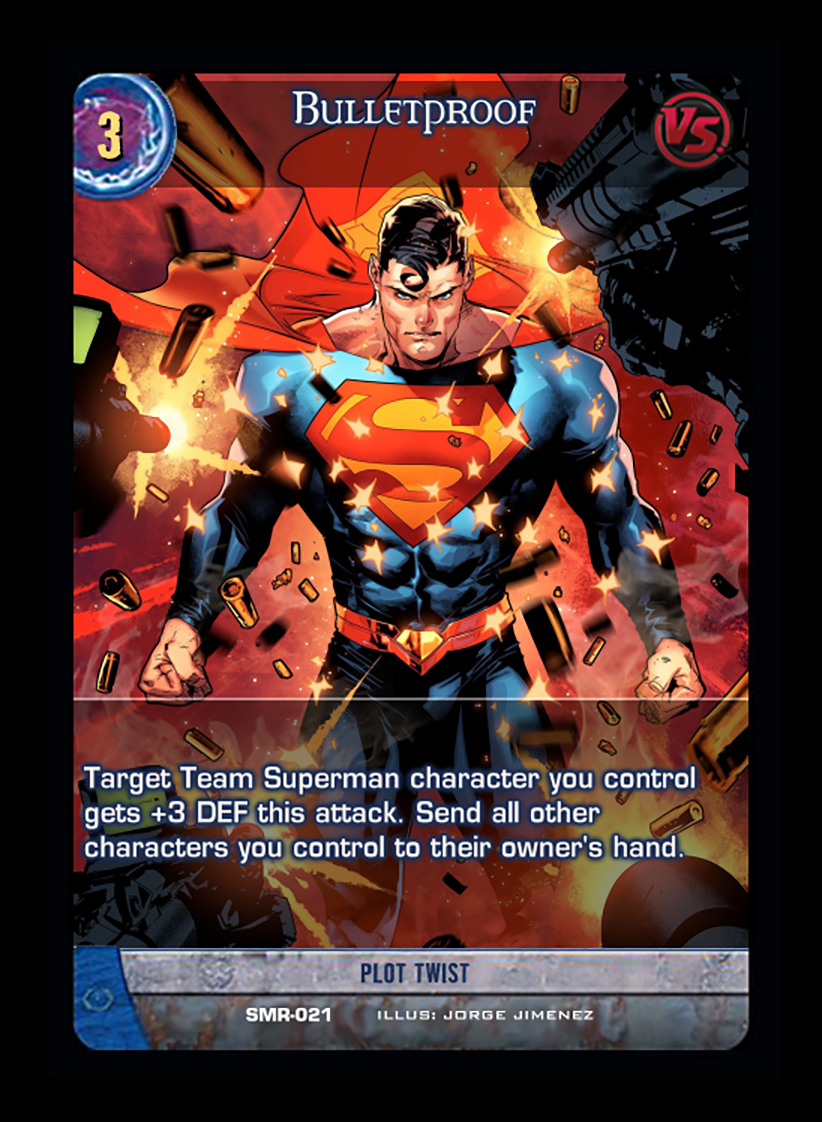 3
Bulletproof
VS.
S
Target Team Superman character you control
gets +3 DEF this attack. Send all other
characters you control to their owner's hand.
PLOT TWIST
SMR-021 ILLUS: JORGE JIMENEZ